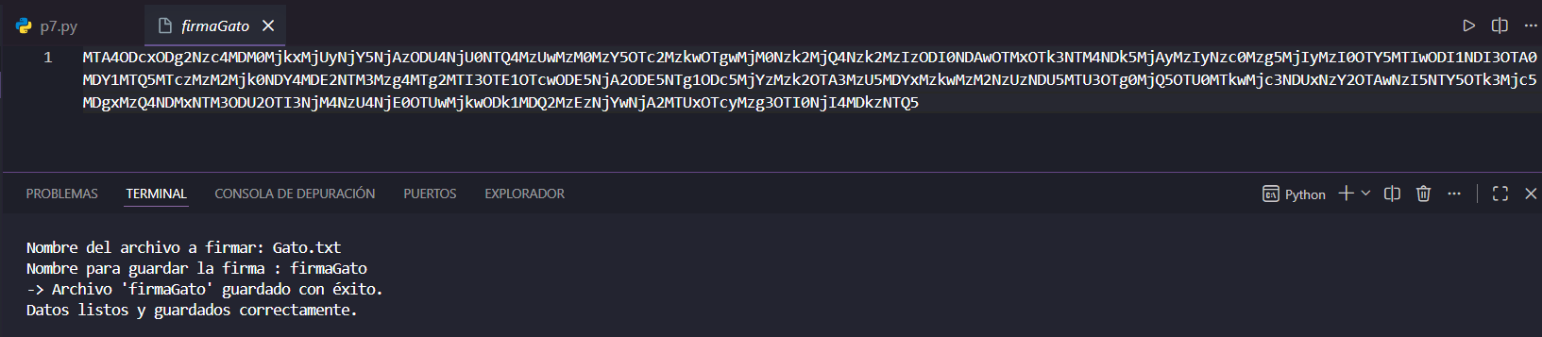 p7.py firmaGato
1 MTA4ODcxODg2Nzc4MDM0MjkxMjUyNjY5NjAzODU4NjU0NTQ4MzUwMzM0MzY5OTc2MzkwOTgwMjM0Nzk2MjQ4Nzk2MzIzODI0NDAwOTMxOTk3NTM4NDk5MjAyMzIyNzc0Mzg5MjIyMzI0OTY5MTIwODI1NDI3OTA0
MDY1MTQ5MTczMzM2Mjk0NDY4MDE2NTM3Mzg4MTg2MTI3OTE1OTcwODE5NjA2ODE5NTg1ODc5MjYzMzk2OTA3MzU5MDYxMzkwMzM2NzUzNDU5MTU3OTg0MjQ5OTU0MTkwMjc3NDUxNzY2OTAwNzI5NTY5OTk3Mjc5
MDgxMzQ4NDMxNTM3ODU2OTI3NjM4NzU4NjE0OTUwMjkwODk1MDQ2MzEzNjYwNjA2MTUxOTcyMzg3OTI0NjI4MDkzNTQ5
PROBLEMAS TERMINAL CONSOLA DE DEPURACIÓN PUERTOS EXPLORADOR Python
Nombre del archivo a firmar: Gato.txt
Nombre para guardar la firma : firmaGato
-> Archivo 'firmaGato' guardado con éxito.
Datos listos y guardados correctamente.